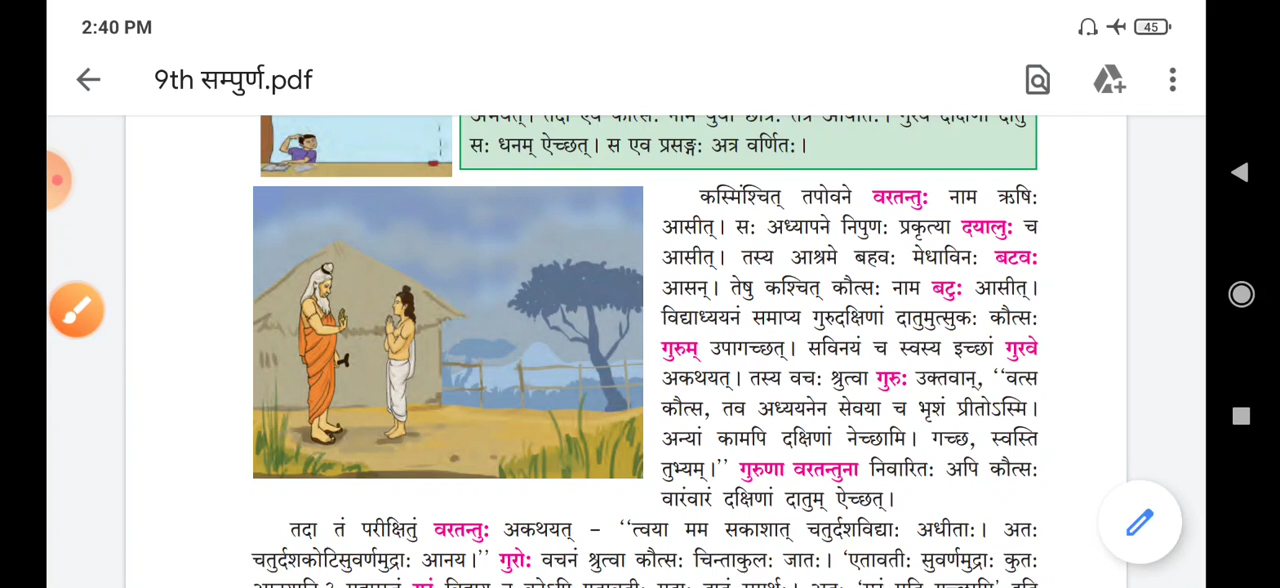 2:40 PM
45
9th सम्पुर्ण.pdf
सः धनम् ऐच्छत्। स एव प्रसङ्गः अत्र वर्णितः।
कस्मिंश्चित् तपोवने वरतन्तुः नाम ऋषिः
आसीत्। सः अध्यापने निपुणः प्रकृत्या दयालुः च
आसीत्। तस्य आश्रमे बहवः मेधाविनः बटवः
आसन्। तेषु कश्चित् कौत्सः नाम बटुः आसीत्।
विद्याध्ययनं समाप्य गुरुदक्षिणां दातुमुत्सुकः कौत्सः
गुरुम् उपागच्छत्। सविनयं च स्वस्य इच्छां गुरवे
अकथयत्। तस्य वचः श्रुत्वा गुरुः उक्तवान्, ‘‘वत्स
कौत्स, तव अध्ययनेन सेवया च भृशं प्रीतोऽस्मि।
अन्यां कामपि दक्षिणां नेच्छामि। गच्छ, स्वस्ति
तुभ्यम्।’’ गुरुणा वरतन्तुना निवारितः अपि कौत्सः
वारंवारं दक्षिणां दातुम् ऐच्छत्।
तदा तं परीक्षितुं वरतन्तुः अकथयत् – ‘‘त्वया मम सकाशात् चतुर्दशविद्याः अधीताः। अतः
चतुर्दशकोटिसुवर्णमुद्राः आनय।’’ गुरोः वचनं श्रुत्वा कौत्सः चिन्ताकुलः जातः। ‘एतावतीः सुवर्णमुद्राः कुतः